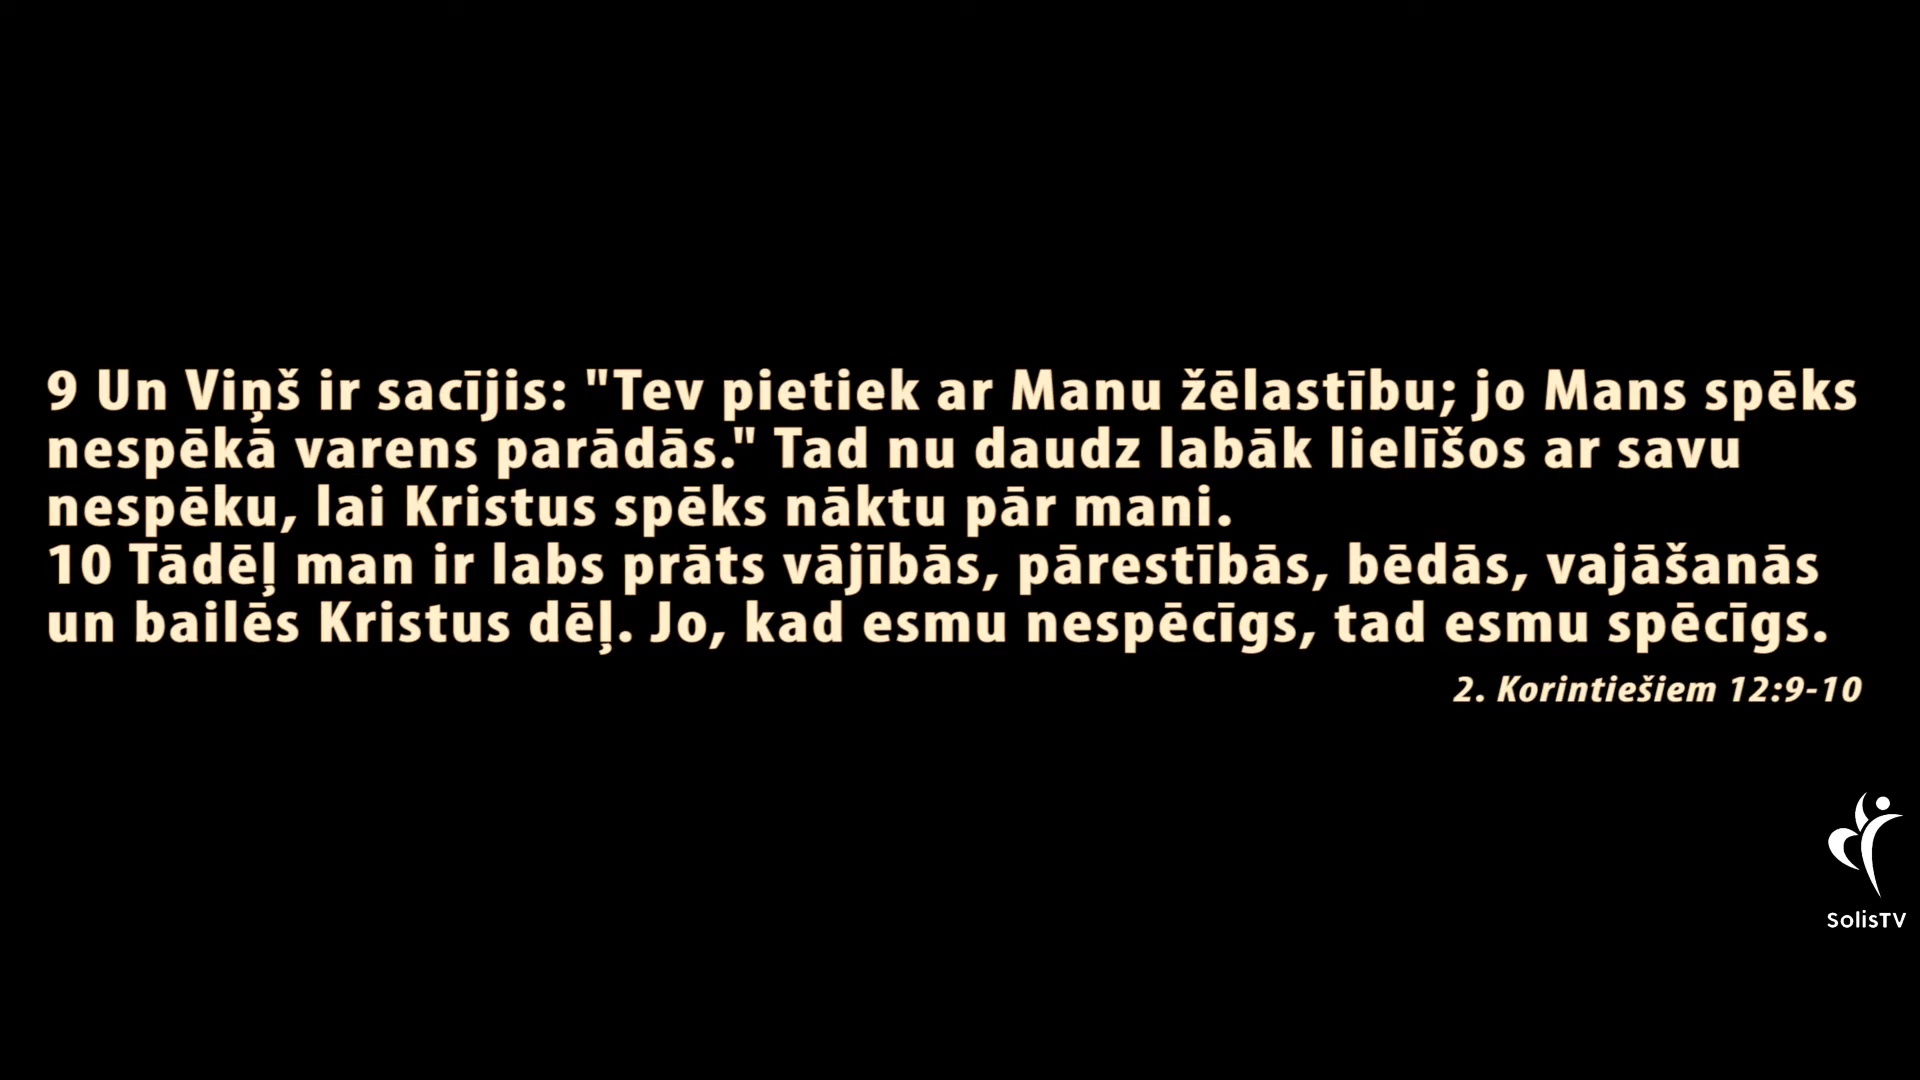 9 Un Viņš ir sacījis: "Tev pietiek ar Manu žēlastību; jo Mans spēks
nespēkā varens parādās." Tad nu daudz labāk lielīšos ar savu
nespēku, lai Kristus spēks nāktu pār mani.
10 Tādēļ man ir labs prāts vājībās, pārestībās, bēdās, vajāšanās
un bailēs Kristus dēļ. Jo, kad esmu nespēcīgs, tad esmu spēcīgs.
2. Korintiešiem 12:9-10
SolisTV